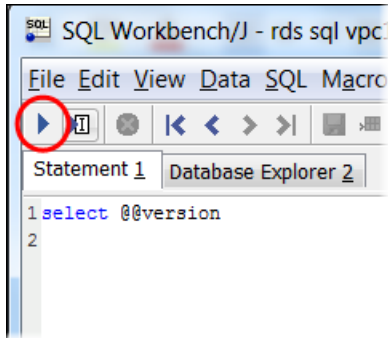 SQL Workbench/J - rds sql vpc
File Edit View Data SQL Macro
Statement 1 Database Explorer 2
1 select @@version
2